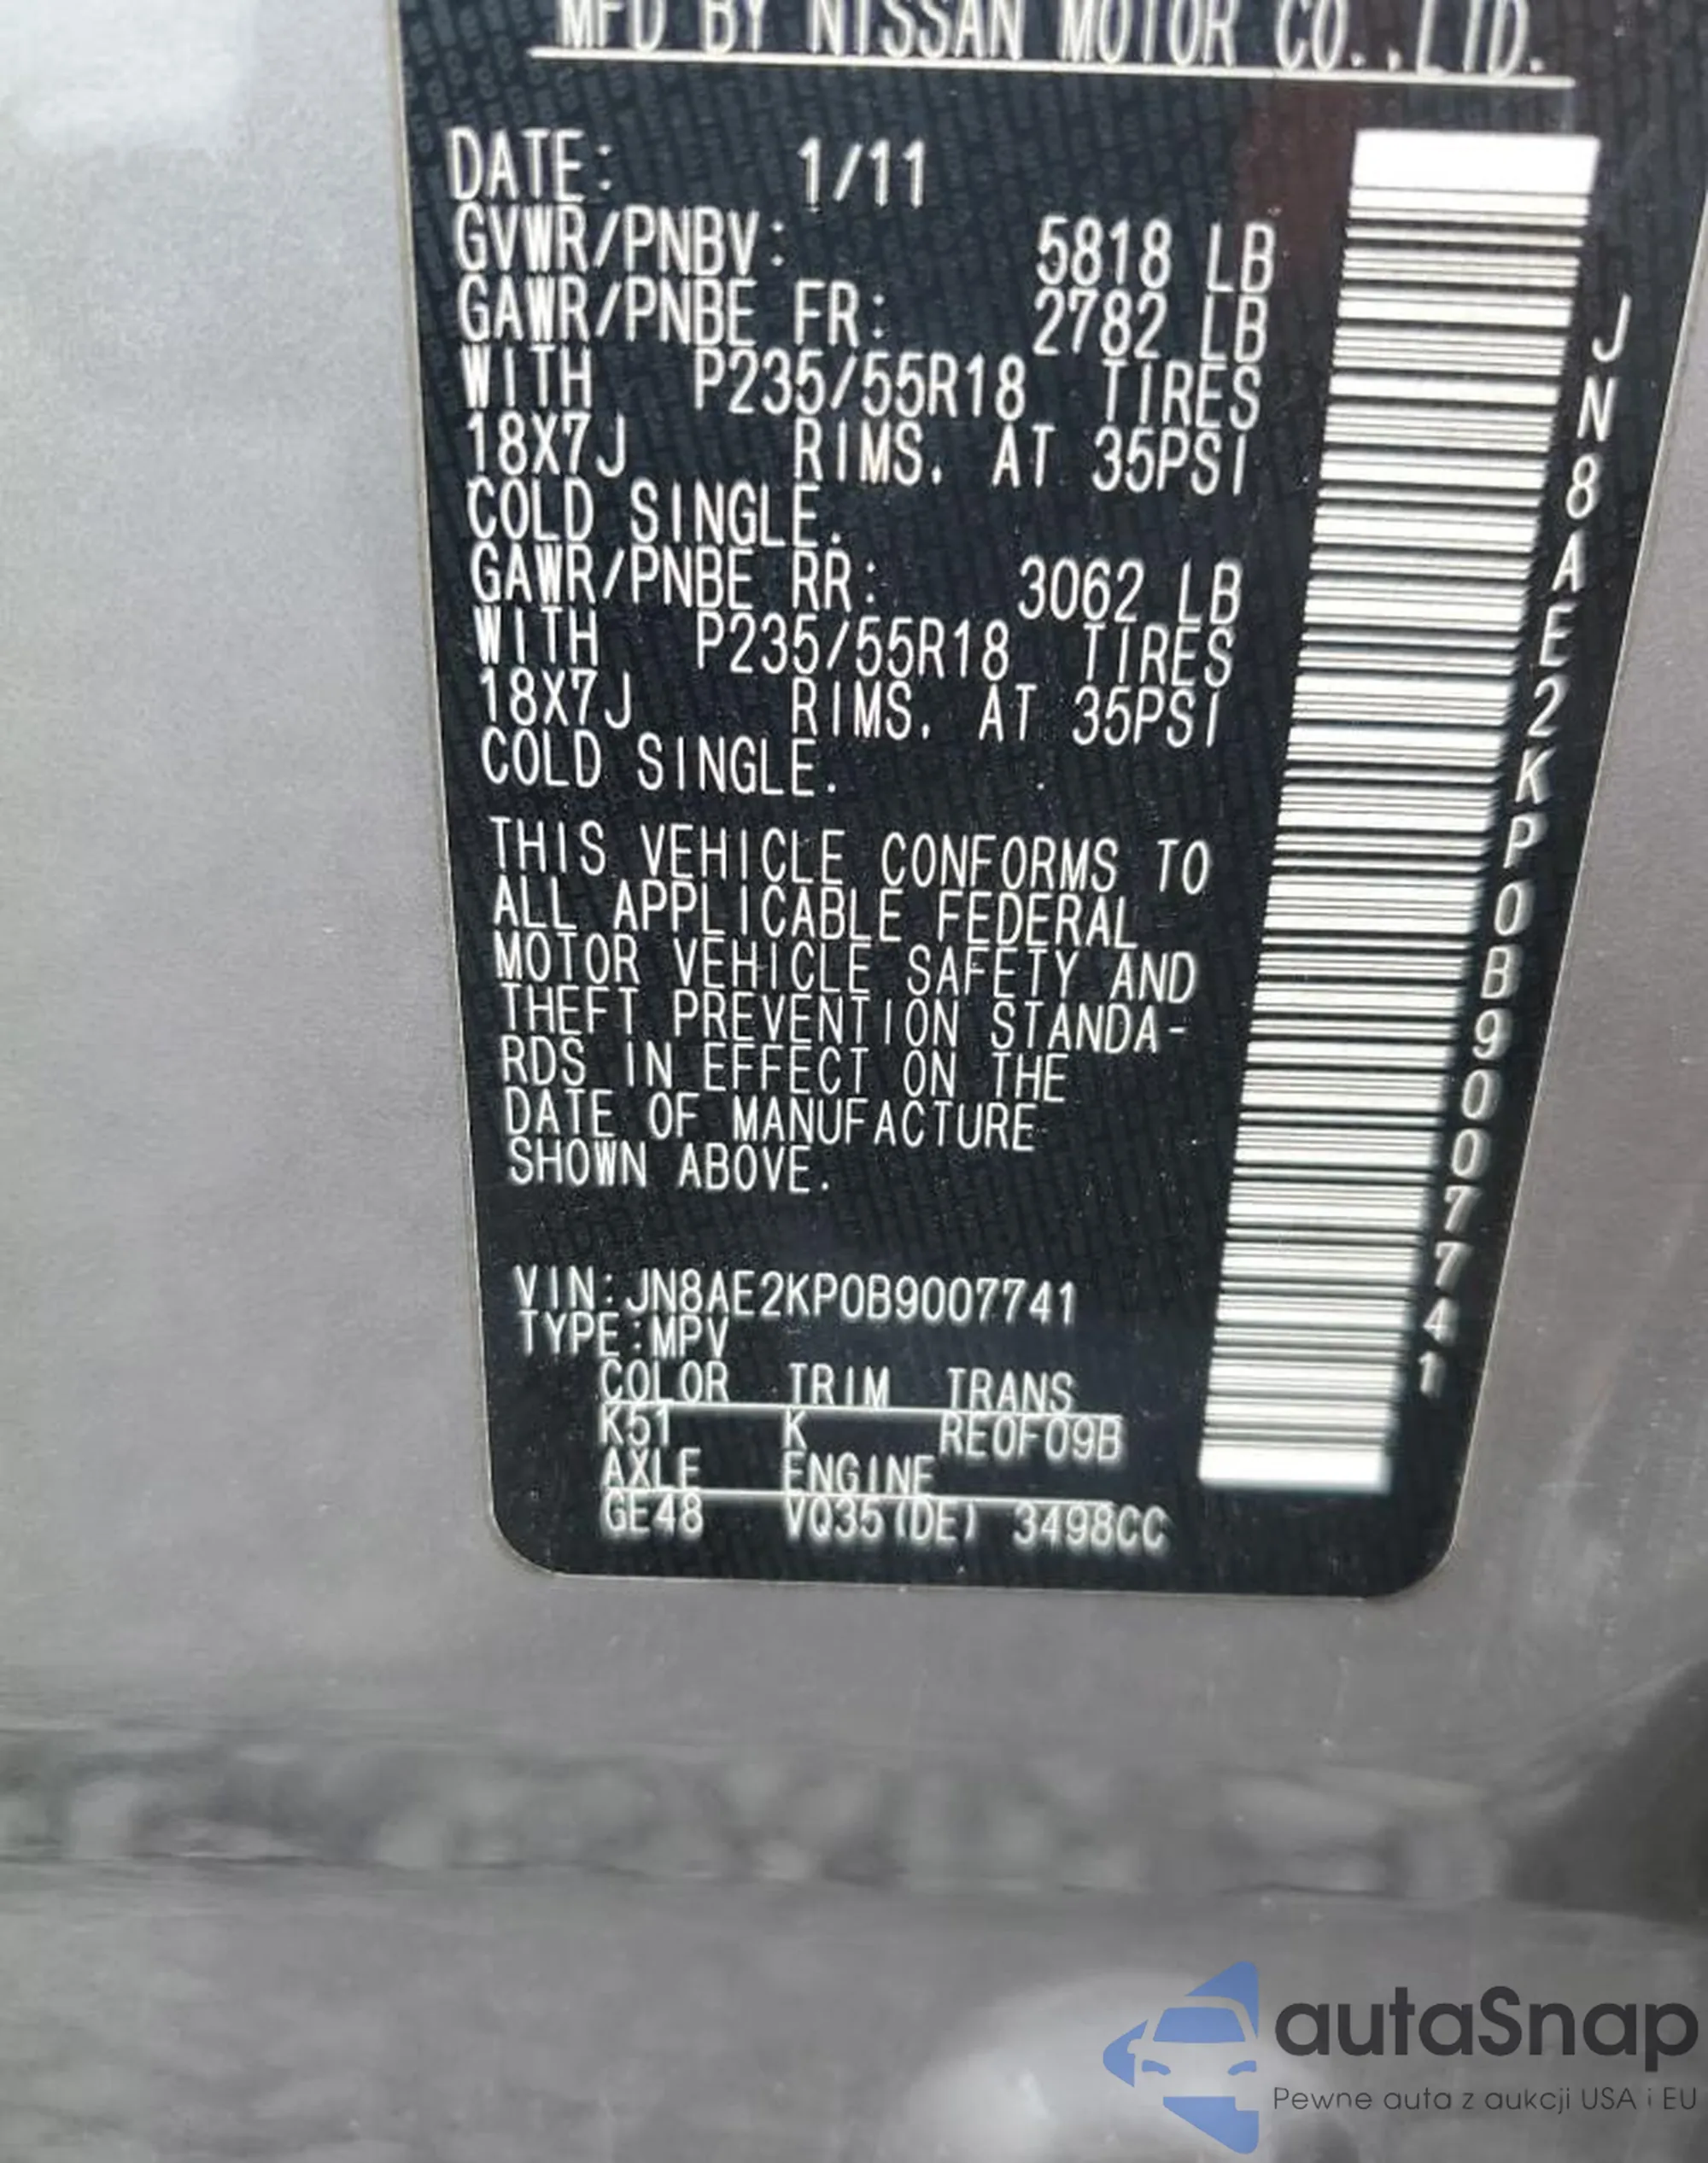 MFD BY NISSAN MOTOR CO.,LTD.
DATE: 1/11
GVWR/PNBV: 5818 LB
GAWR/PNBE FR: 2782 LB
WITH P235/55R18 TIRES
18X7J RIMS. AT 35PSI
COLD SINGLE.
GAWR/PNBE RR: 3062 LB
WITH P235/55R18 TIRES
18X7J RIMS. AT 35PSI
COLD SINGLE.
THIS VEHICLE CONFORMS TO
ALL APPLICABLE FEDERAL
MOTOR VEHICLE SAFETY AND
THEFT PREVENTION STANDA-
RDS IN EFFECT ON THE
DATE OF MANUFACTURE
SHOWN ABOVE.
VIN:JN8AE2KP0B9007741
TYPE:MPV
COLOR TRIM TRANS
K51 K RE0F09B
AXLE ENGINE
GE48 VQ35(DE) 3498CC
JN8AE2KP0B9007741
autaSnap
Pewne auta z aukcji USA i EU